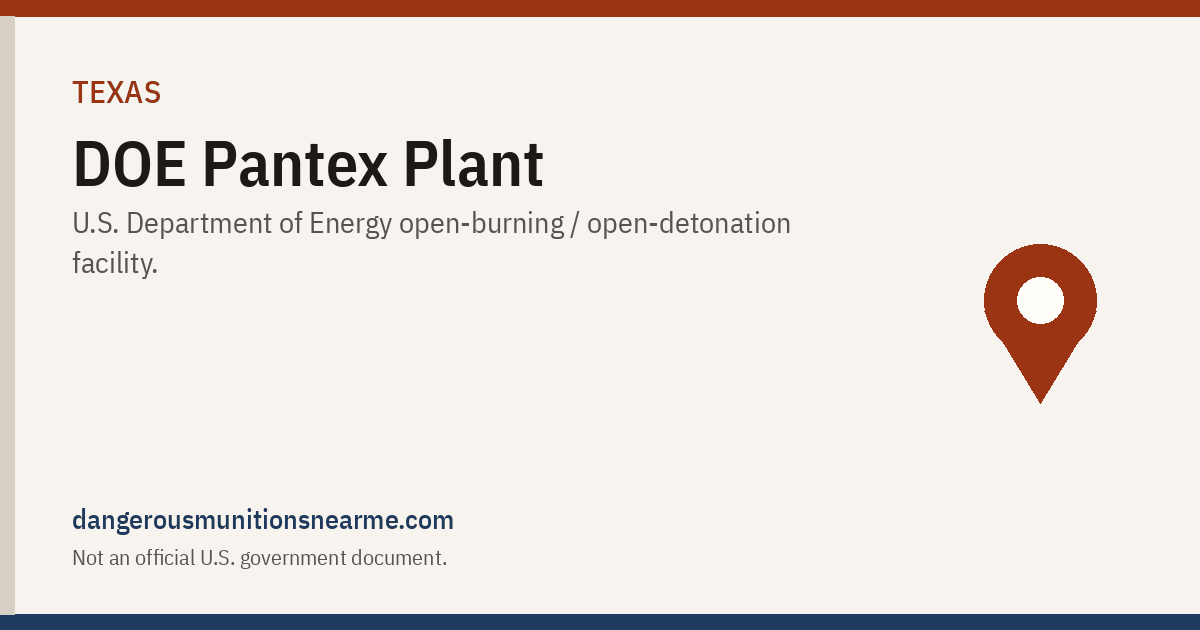 TEXAS
DOE Pantex Plant
U.S. Department of Energy open-burning / open-detonation
facility.
dangerousmunitionsnearme.com
Not an official U.S. government document.